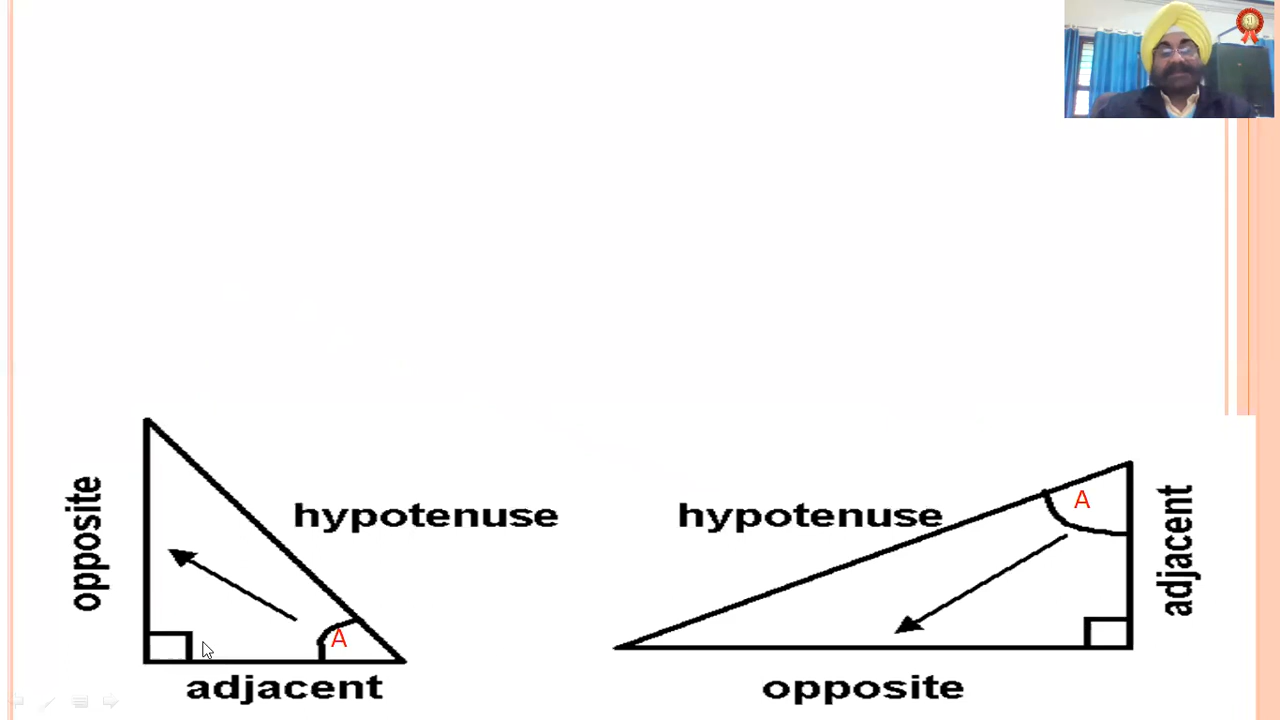 opposite
hypotenuse
A
adjacent
hypotenuse
A
adjacent
opposite